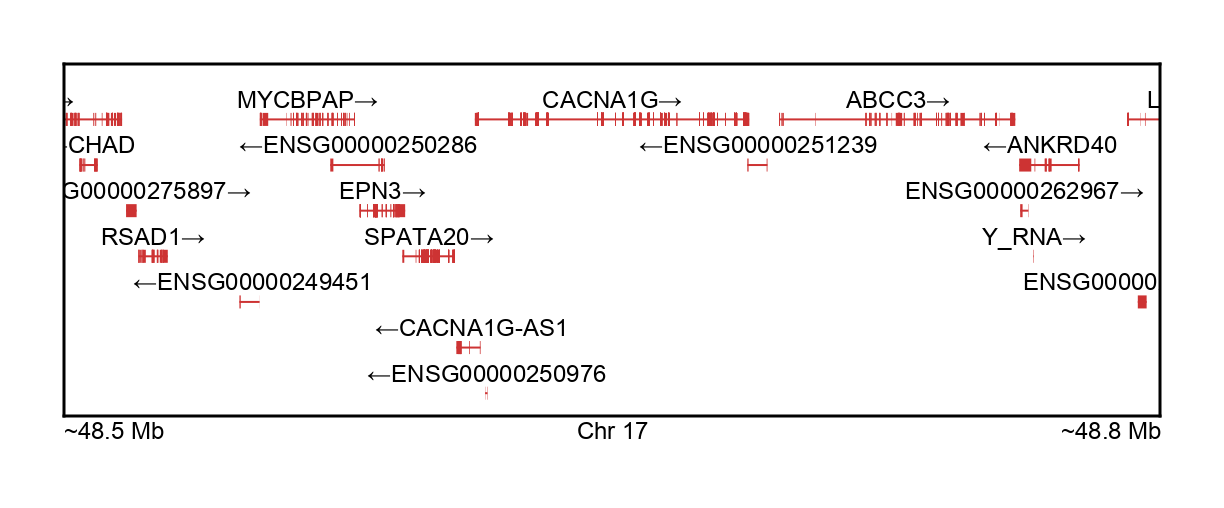 →
MYCBPAP→ CACNA1G→ ABCC3→ L
CHAD ←ENSG00000250286 ←ENSG00000251239 ←ANKRD40
G00000275897→ EPN3→ ENSG00000262967→
RSAD1→ SPATA20→ Y_RNA→
←ENSG00000249451 ENSG00000
←CACNA1G-AS1
←ENSG00000250976
~48.5 Mb Chr 17 ~48.8 Mb